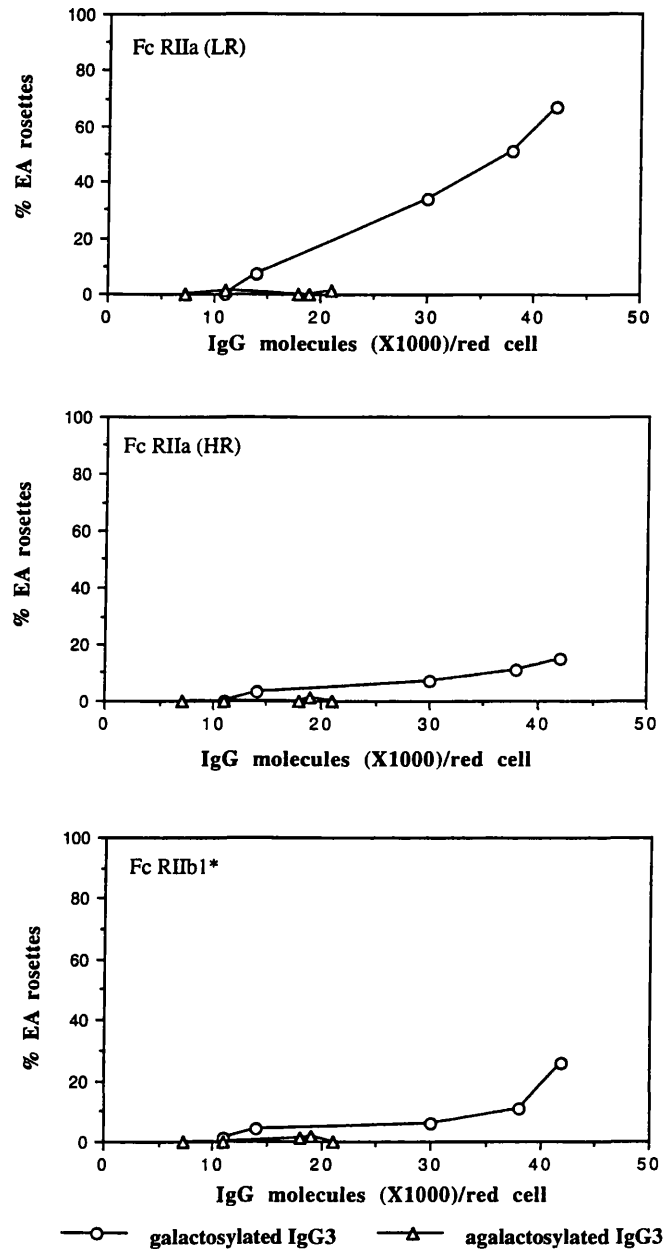 100
80
60
40
20
0
% EA rosettes
Fc RIIa (LR)
0 10 20 30 40 50
IgG molecules (X1000)/red cell
100
80
60
40
20
0
% EA rosettes
Fc RIIa (HR)
0 10 20 30 40 50
IgG molecules (X1000)/red cell
100
80
60
40
20
0
% EA rosettes
Fc RIIb1*
0 10 20 30 40 50
IgG molecules (X1000)/red cell
galactosylated IgG3 agalactosylated IgG3